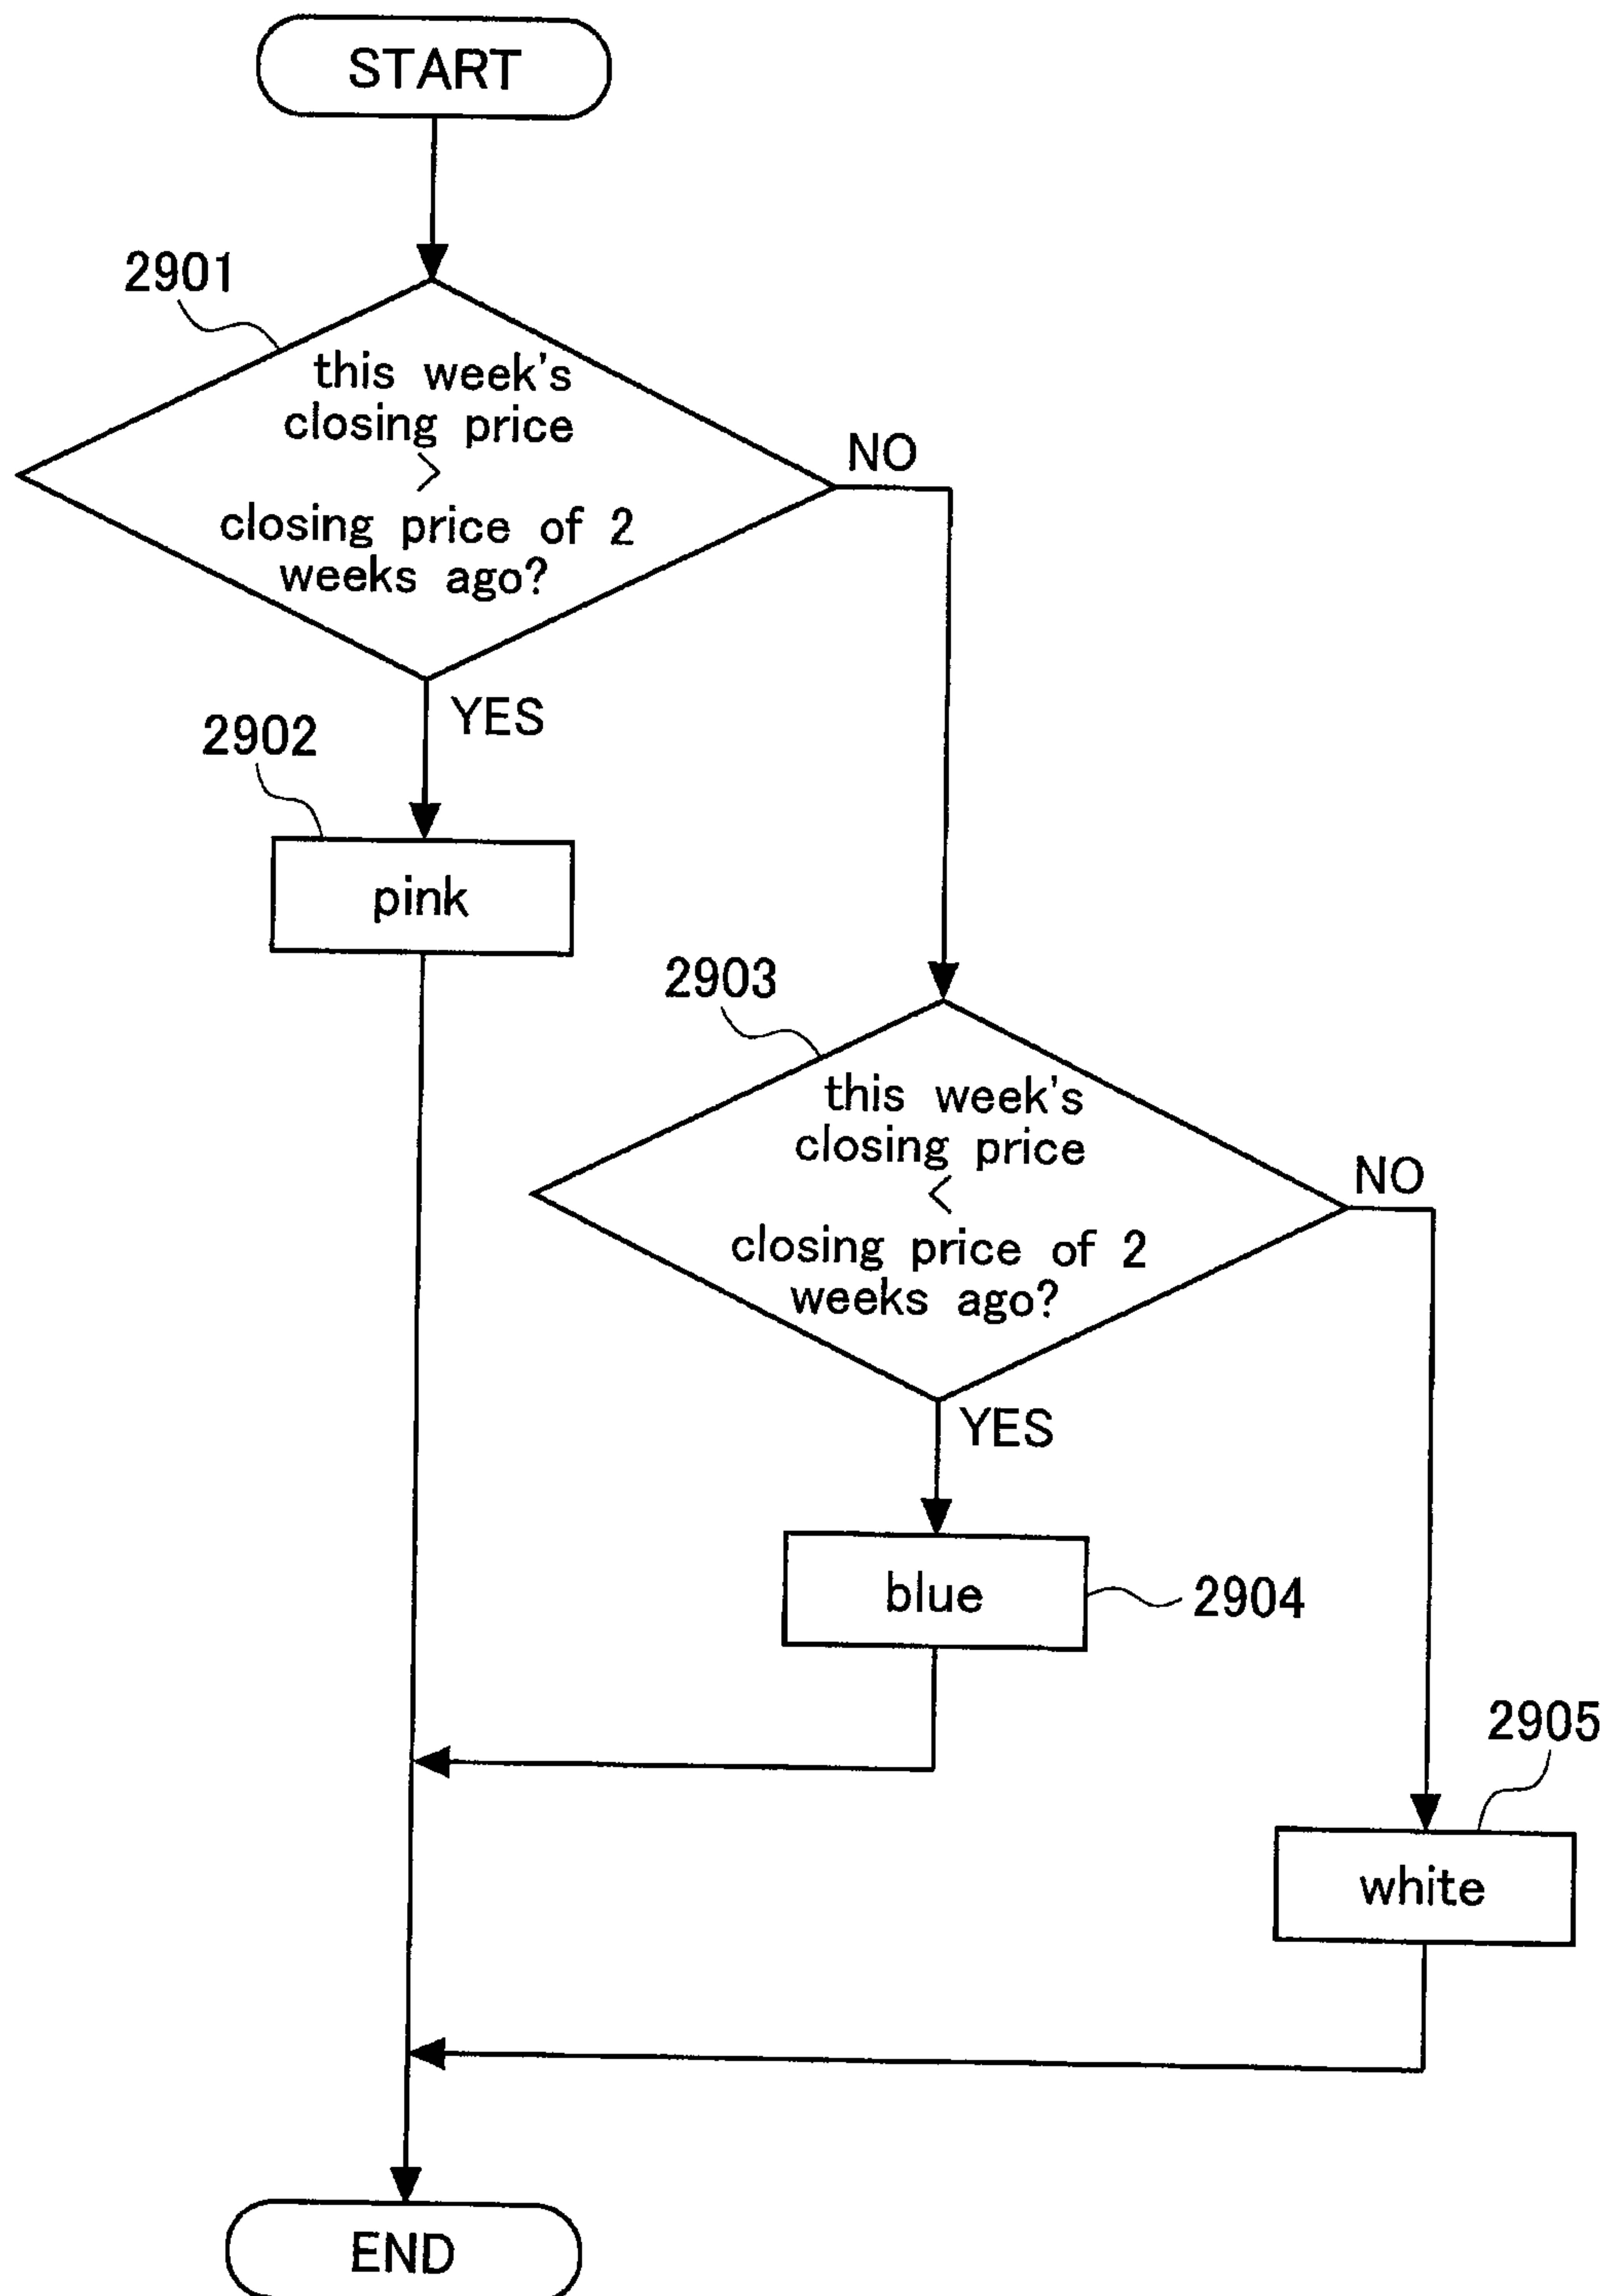 START
2901
this week's
closing price
>
closing price of 2
weeks ago?
NO
YES
2902
pink
2903
this week's
closing price
<
closing price of 2
weeks ago?
NO
YES
blue
2904
2905
white
END